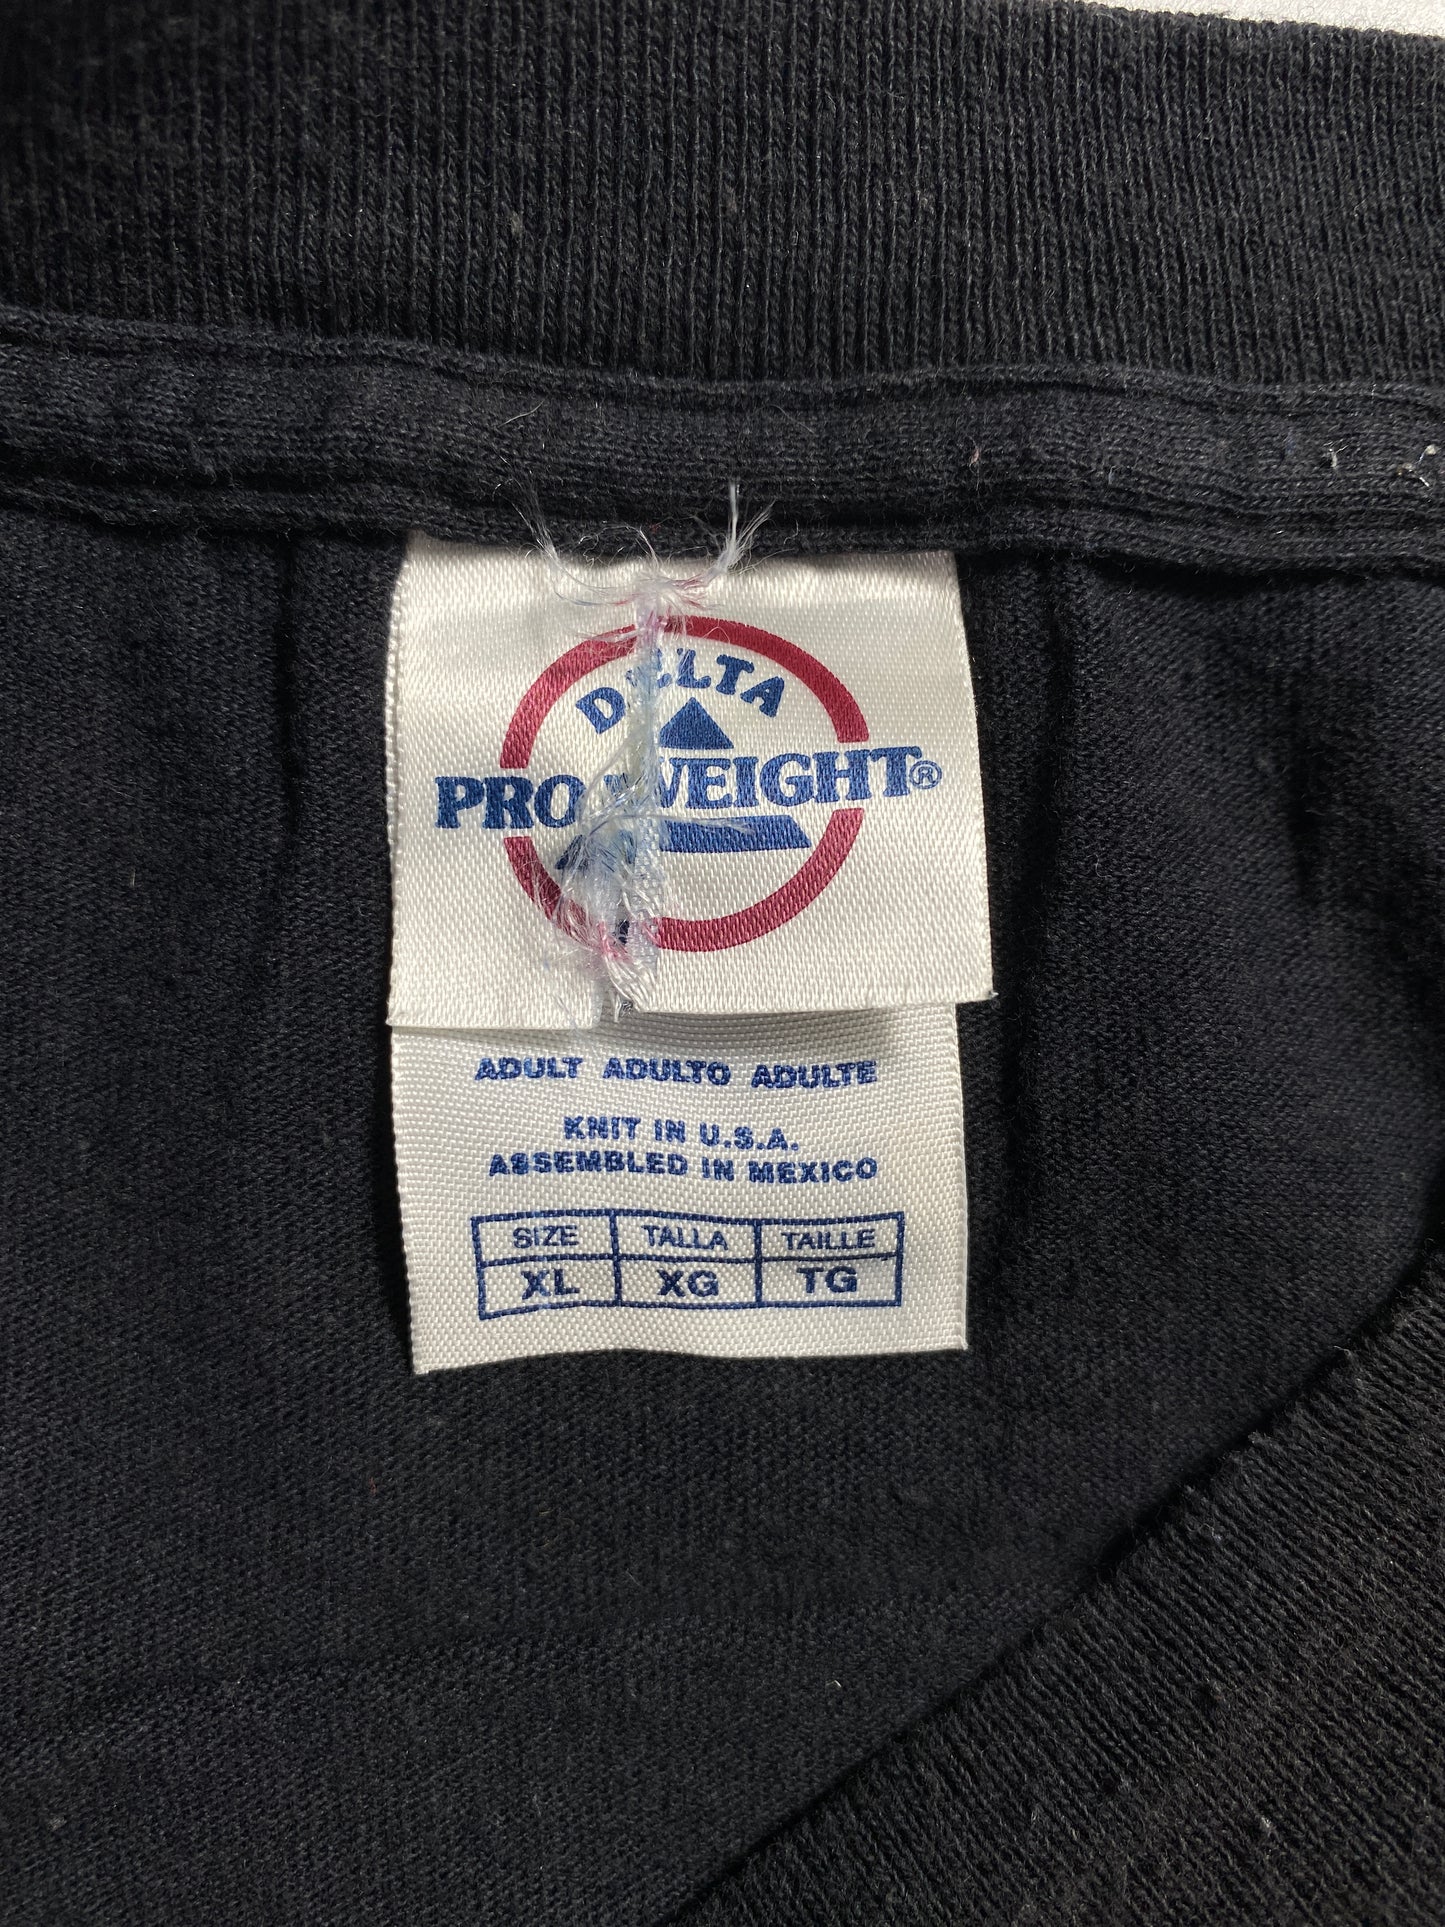 DELTA
PRO WEIGHT®
ADULT ADULTO ADULTE
KNIT IN U.S.A.
ASSEMBLED IN MEXICO
SIZE TALLA TAILLE
XL XG TG